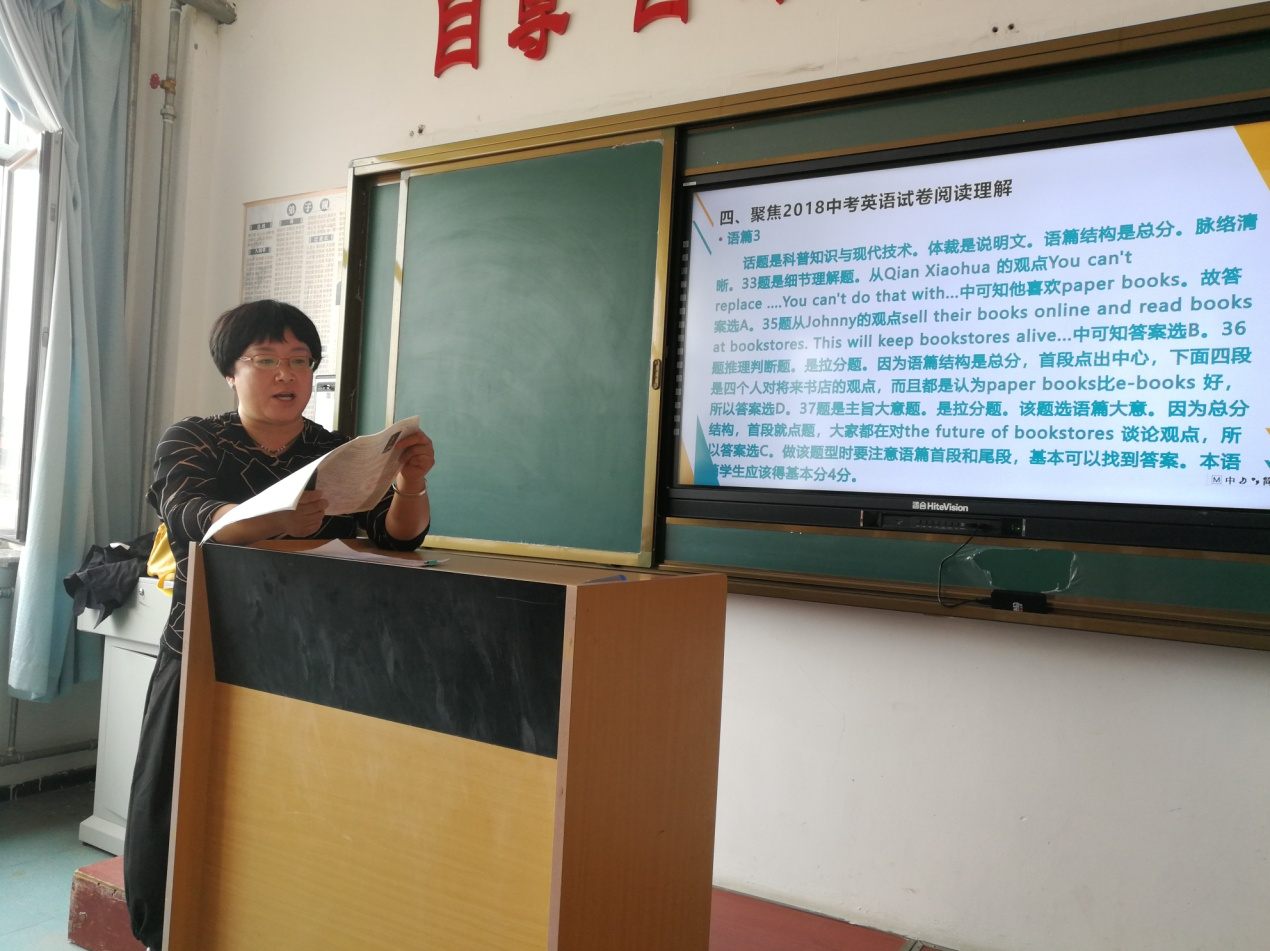 自尊自
四、聚焦2018中考英语试卷阅读理解
• 语篇3
话题是科普知识与现代技术。体裁是说明文。语篇结构是总分。脉络清
晰。33题是细节理解题。从Qian Xiaohua 的观点You can't
replace ....You can't do that with...中可知他喜欢paper books。故答
案选A。35题从Johnny的观点sell their books online and read books
at bookstores. This will keep bookstores alive...中可知答案选B。36
题推理判断题。是拉分题。因为语篇结构是总分，首段点出中心，下面四段
是四个人对将来书店的观点，而且都是认为paper books比e-books 好，
所以答案选D。37题是主旨大意题。是拉分题。该题选语篇大意。因为总分
结构，首段就点题，大家都在对the future of bookstores 谈论观点，所
以答案选C。做该题型时要注意语篇首段和尾段，基本可以找到答案。本语
学生应该得基本分4分。
M 中 简
HiteVision